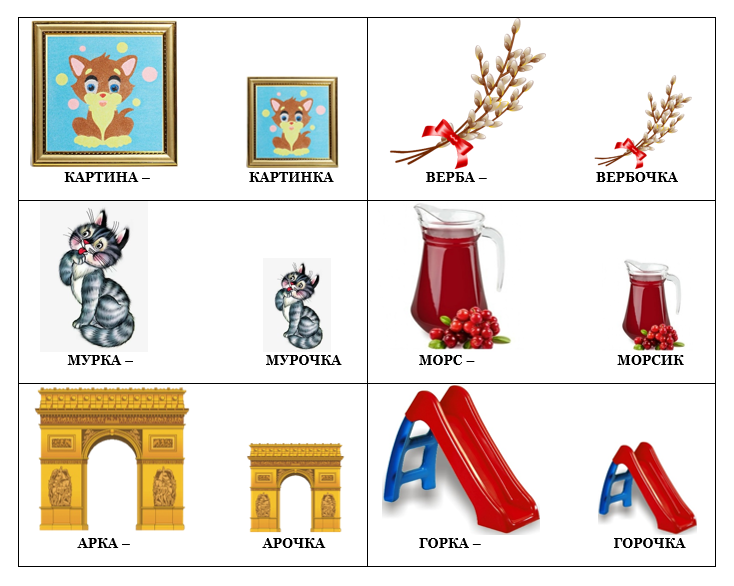 КАРТИНА – КАРТИНКА
ВЕРБА – ВЕРБОЧКА
МУРКА – МУРОЧКА
МОРС – МОРСИК
АРКА – АРОЧКА
ГОРКА – ГОРОЧКА